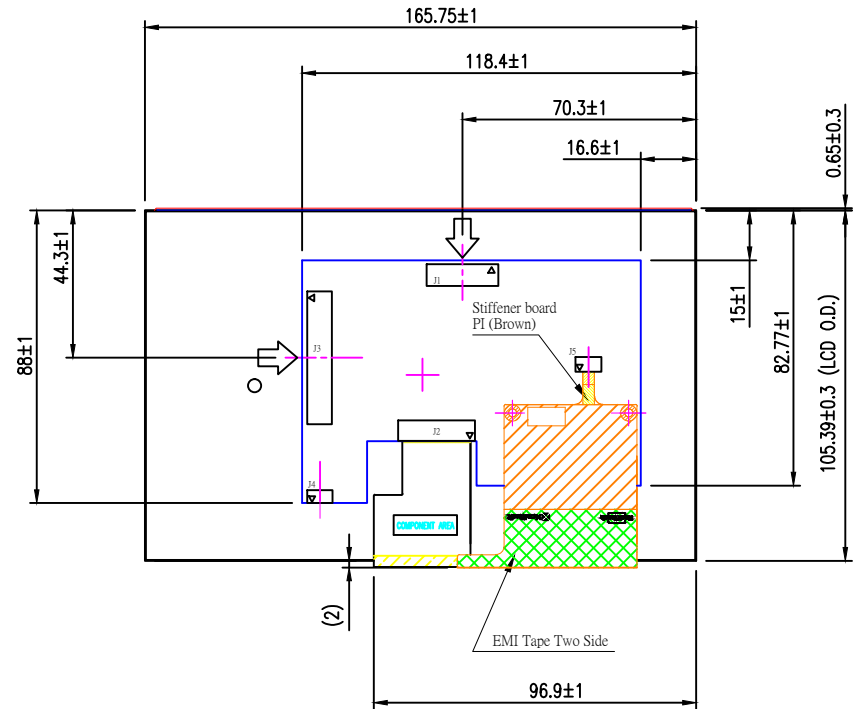 165.75±1
118.4±1
70.3±1
16.6±1
0.65±0.3
44.3±1
88±1
15±1
82.77±1
105.39±0.3 (LCD O.D.)
J1
Stiffener board
PI (Brown)
J3
J5
J2
J4
COMPONENT AREA
(2)
EMI Tape Two Side
96.9±1